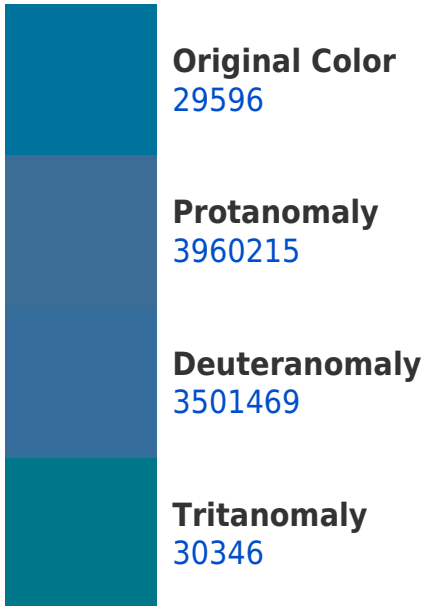 Original Color
29596
Protanomaly
3960215
Deuteranomaly
3501469
Tritanomaly
30346